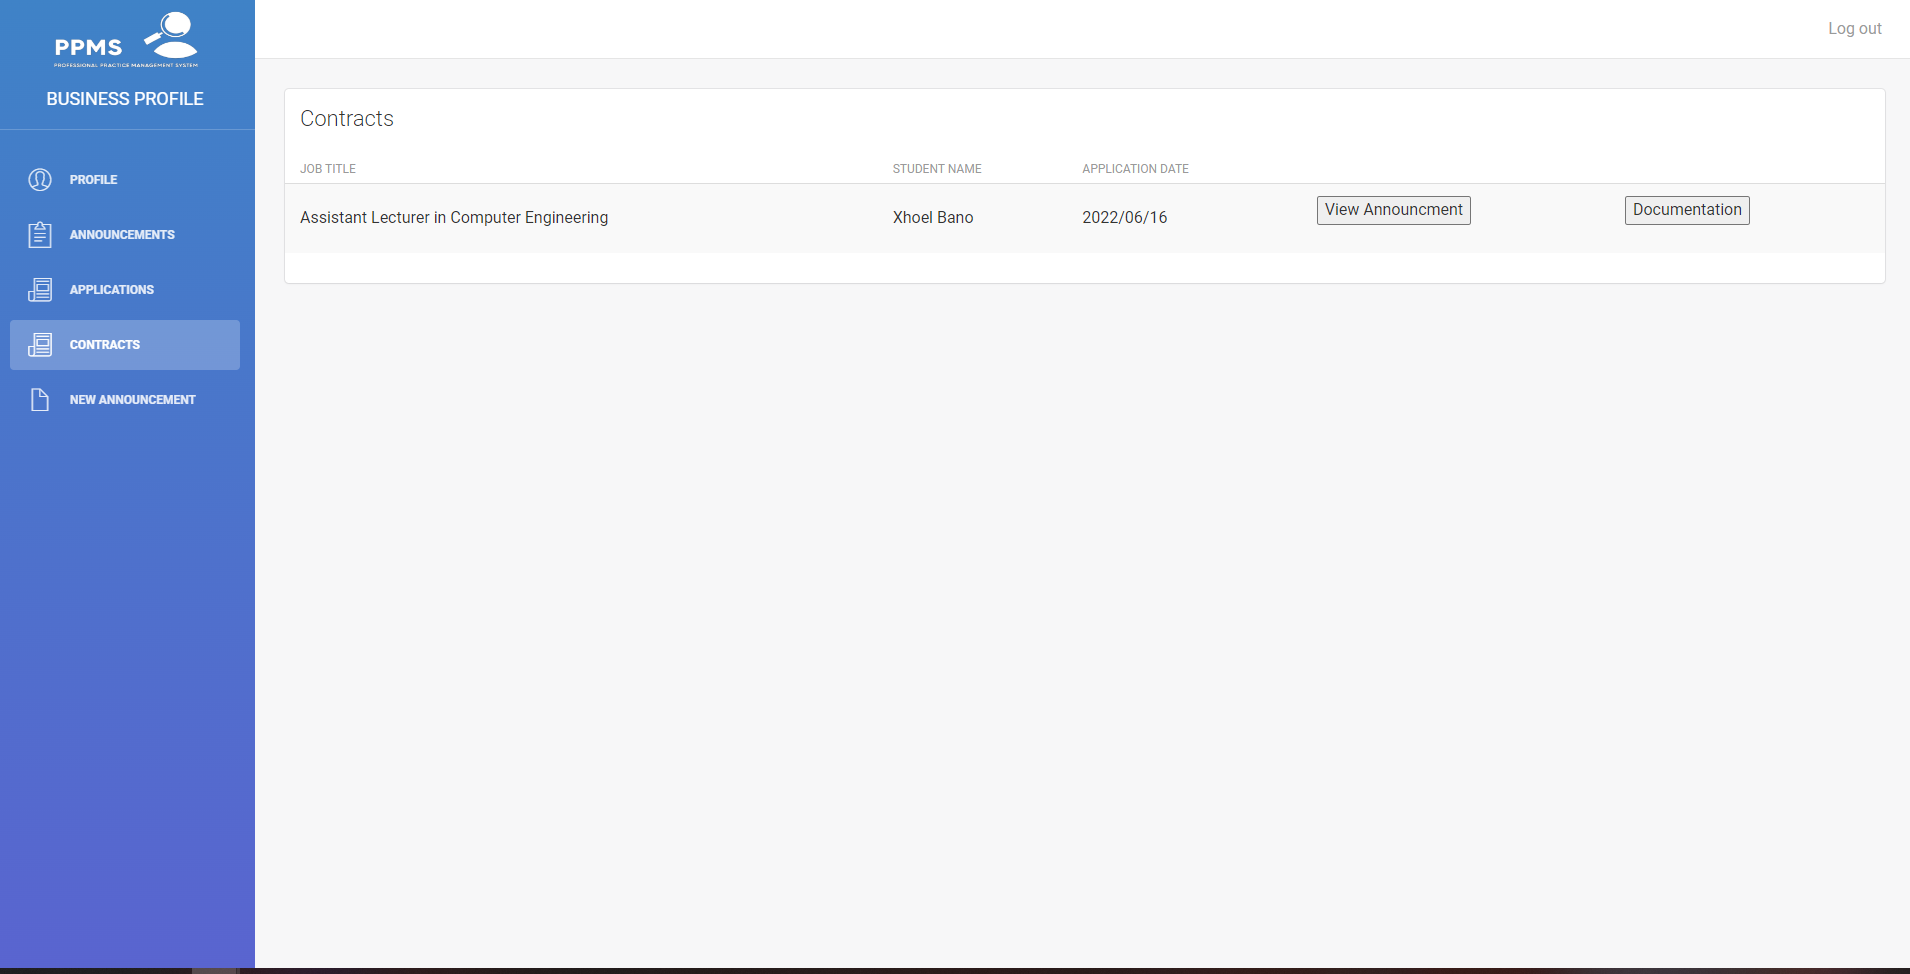 PPMS
PROFESSIONAL PRACTICE MANAGEMENT SYSTEM
BUSINESS PROFILE
PROFILE
ANNOUNCEMENTS
APPLICATIONS
CONTRACTS
NEW ANNOUNCEMENT
Log out
Contracts
JOB TITLE STUDENT NAME APPLICATION DATE
Assistant Lecturer in Computer Engineering Xhoel Bano 2022/06/16 View Announcment Documentation